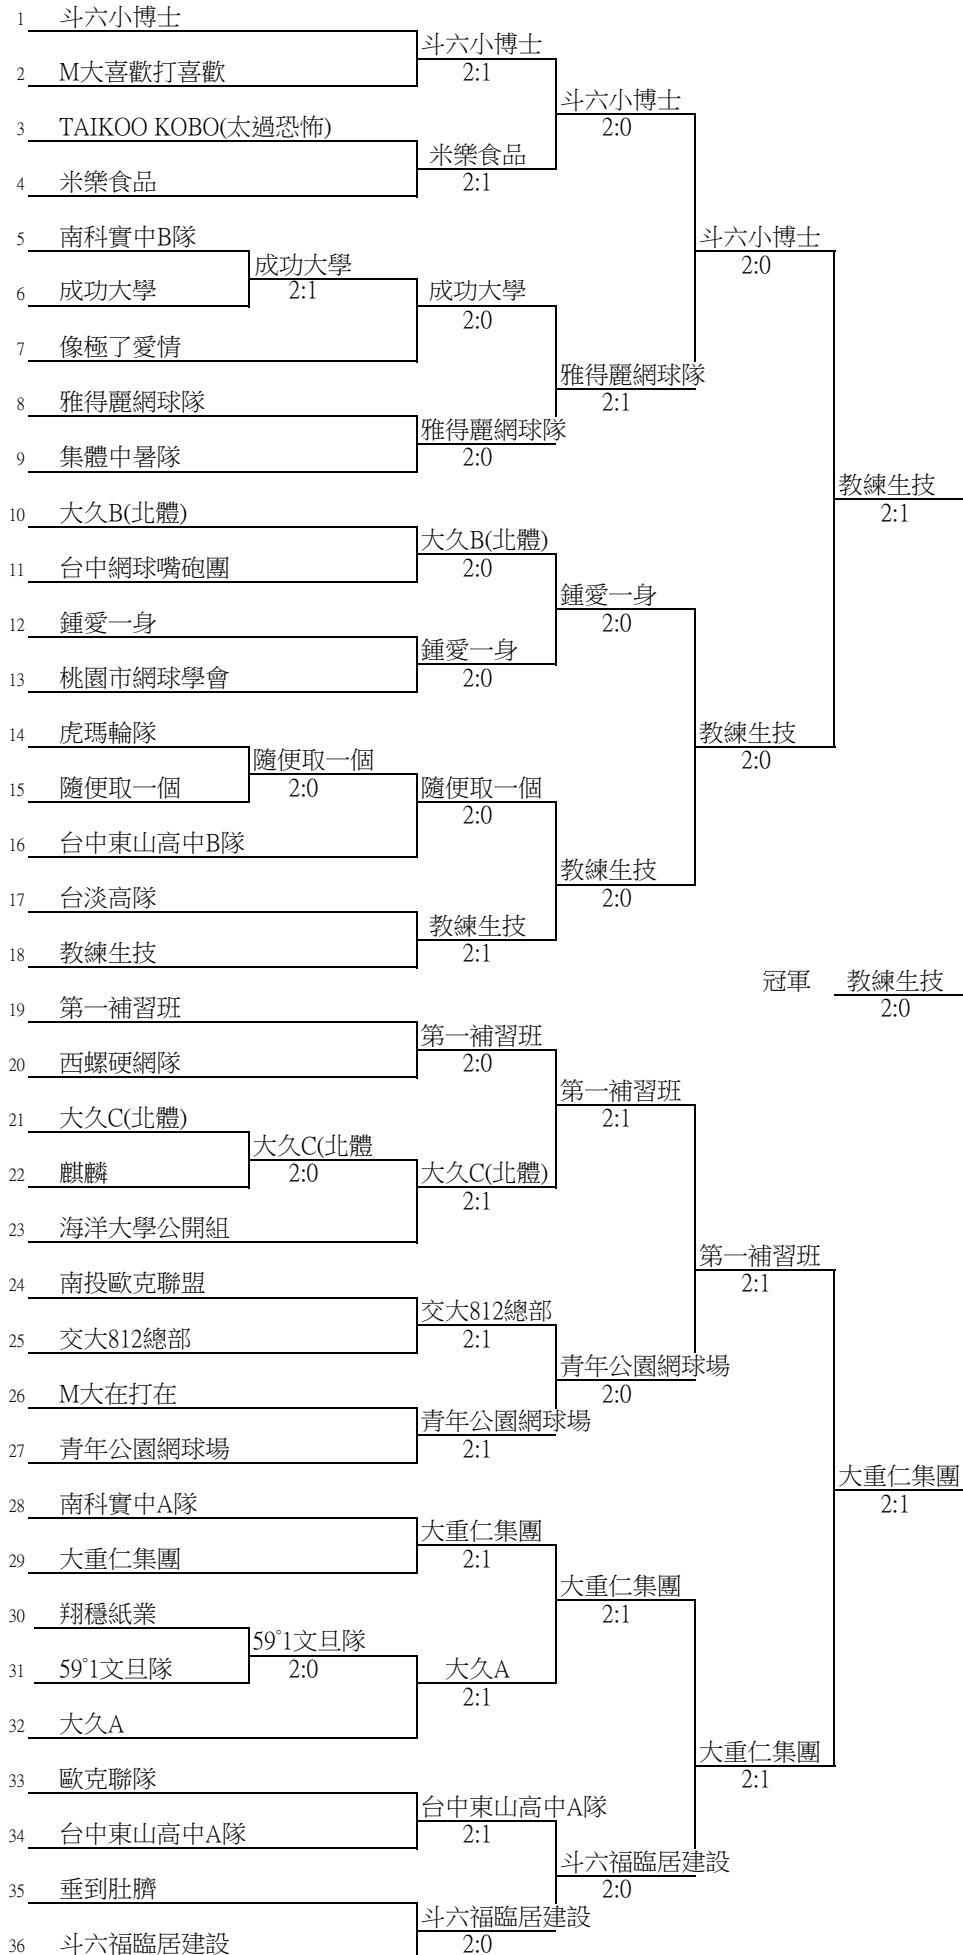 1 斗六小博士
斗六小博士
2:1
2 M大喜歡打喜歡
斗六小博士
2:0
3 TAIKOO KOBO(太過恐怖)
米樂食品
2:1
4 米樂食品
5 南科實中B隊
斗六小博士
2:0
成功大學
2:1
6 成功大學
成功大學
2:0
7 像極了愛情
雅得麗網球隊
2:1
8 雅得麗網球隊
雅得麗網球隊
2:0
9 集體中暑隊
教練生技
2:1
10 大久B(北體)
大久B(北體)
2:0
11 台中網球嘴砲團
鍾愛一身
2:0
12 鍾愛一身
鍾愛一身
2:0
13 桃園市網球學會
14 虎瑪輪隊
教練生技
2:0
隨便取一個
2:0
15 隨便取一個
隨便取一個
2:0
16 台中東山高中B隊
教練生技
2:0
17 台淡高隊
教練生技
2:1
18 教練生技
冠軍 教練生技
2:0
19 第一補習班
第一補習班
2:0
20 西螺硬網隊
第一補習班
2:1
21 大久C(北體)
大久C(北體
2:0
22 麒麟
大久C(北體)
2:1
23 海洋大學公開組
第一補習班
2:1
24 南投歐克聯盟
交大812總部
2:1
25 交大812總部
青年公園網球場
2:0
26 M大在打在
青年公園網球場
2:1
27 青年公園網球場
大重仁集團
2:1
28 南科實中A隊
大重仁集團
2:1
29 大重仁集團
大重仁集團
2:1
30 翔穩紙業
59°1文旦隊
2:0
31 59°1文旦隊
大久A
2:1
32 大久A
大重仁集團
2:1
33 歐克聯隊
台中東山高中A隊
2:1
34 台中東山高中A隊
斗六福臨居建設
2:0
35 垂到肚臍
斗六福臨居建設
2:0
36 斗六福臨居建設